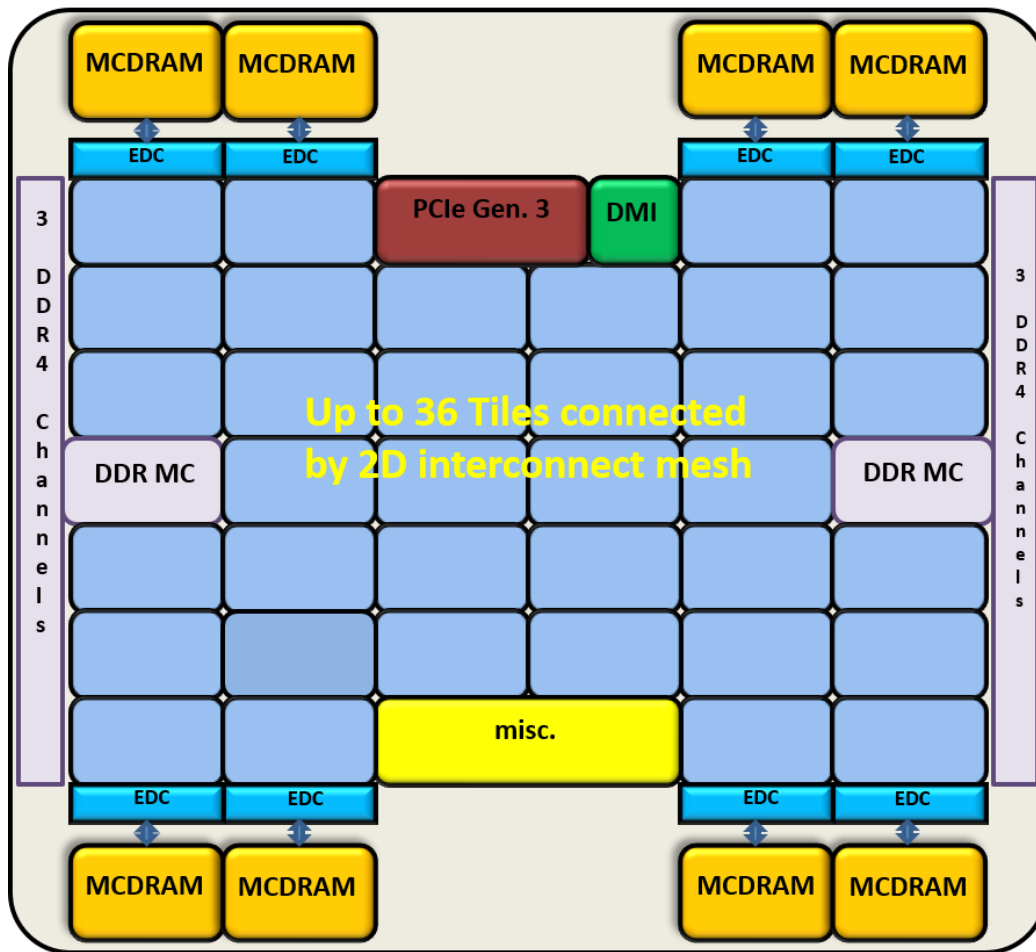 MCDRAM MCDRAM MCDRAM MCDRAM
EDC EDC EDC EDC
3 DDR4 Channels
PCIe Gen. 3 DMI
3 DDR4 Channels
Up to 36 Tiles connected
by 2D interconnect mesh
DDR MC DDR MC
misc.
EDC EDC EDC EDC
MCDRAM MCDRAM MCDRAM MCDRAM